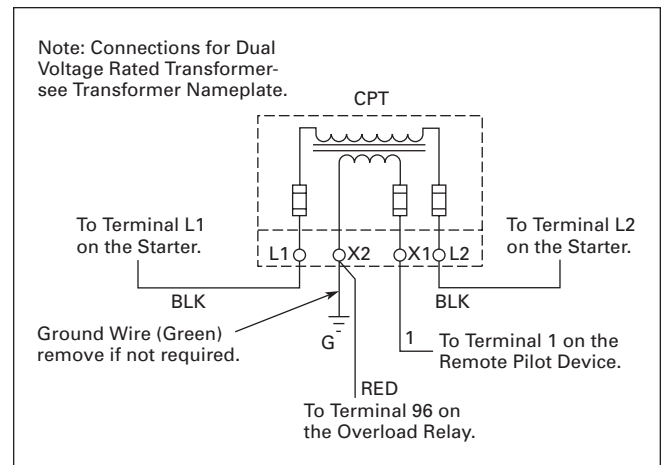 Note: Connections for Dual
Voltage Rated Transformer-
see Transformer Nameplate.
CPT
To Terminal L1
on the Starter.
To Terminal L2
on the Starter.
L1 X2 X1 L2
BLK
BLK
Ground Wire (Green)
remove if not required.
G
1
To Terminal 1 on the
Remote Pilot Device.
RED
To Terminal 96 on
the Overload Relay.